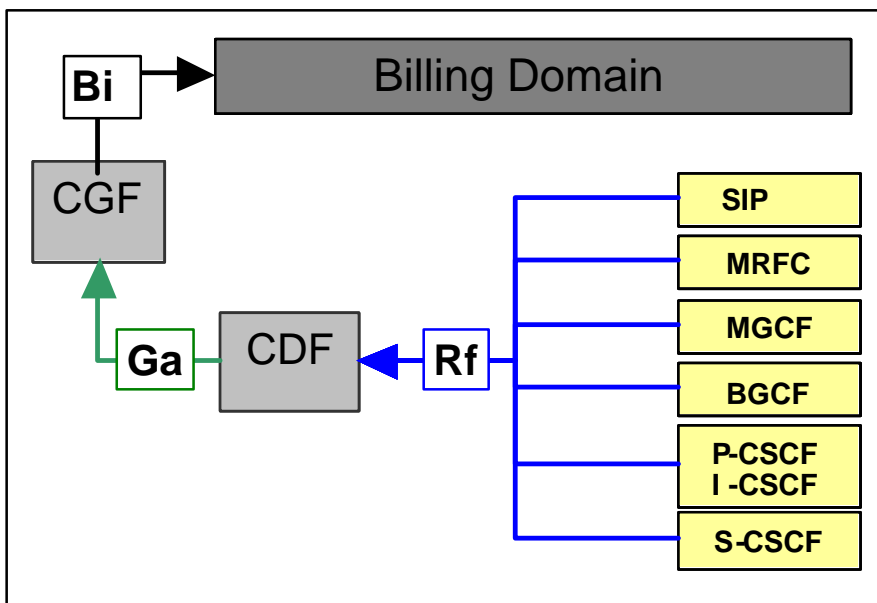 Billing Domain
Bi
CGF
SIP
MRFC
MGCF
Ga
CDF
Rf
BGCF
P-CSCF
I -CSCF
S-CSCF